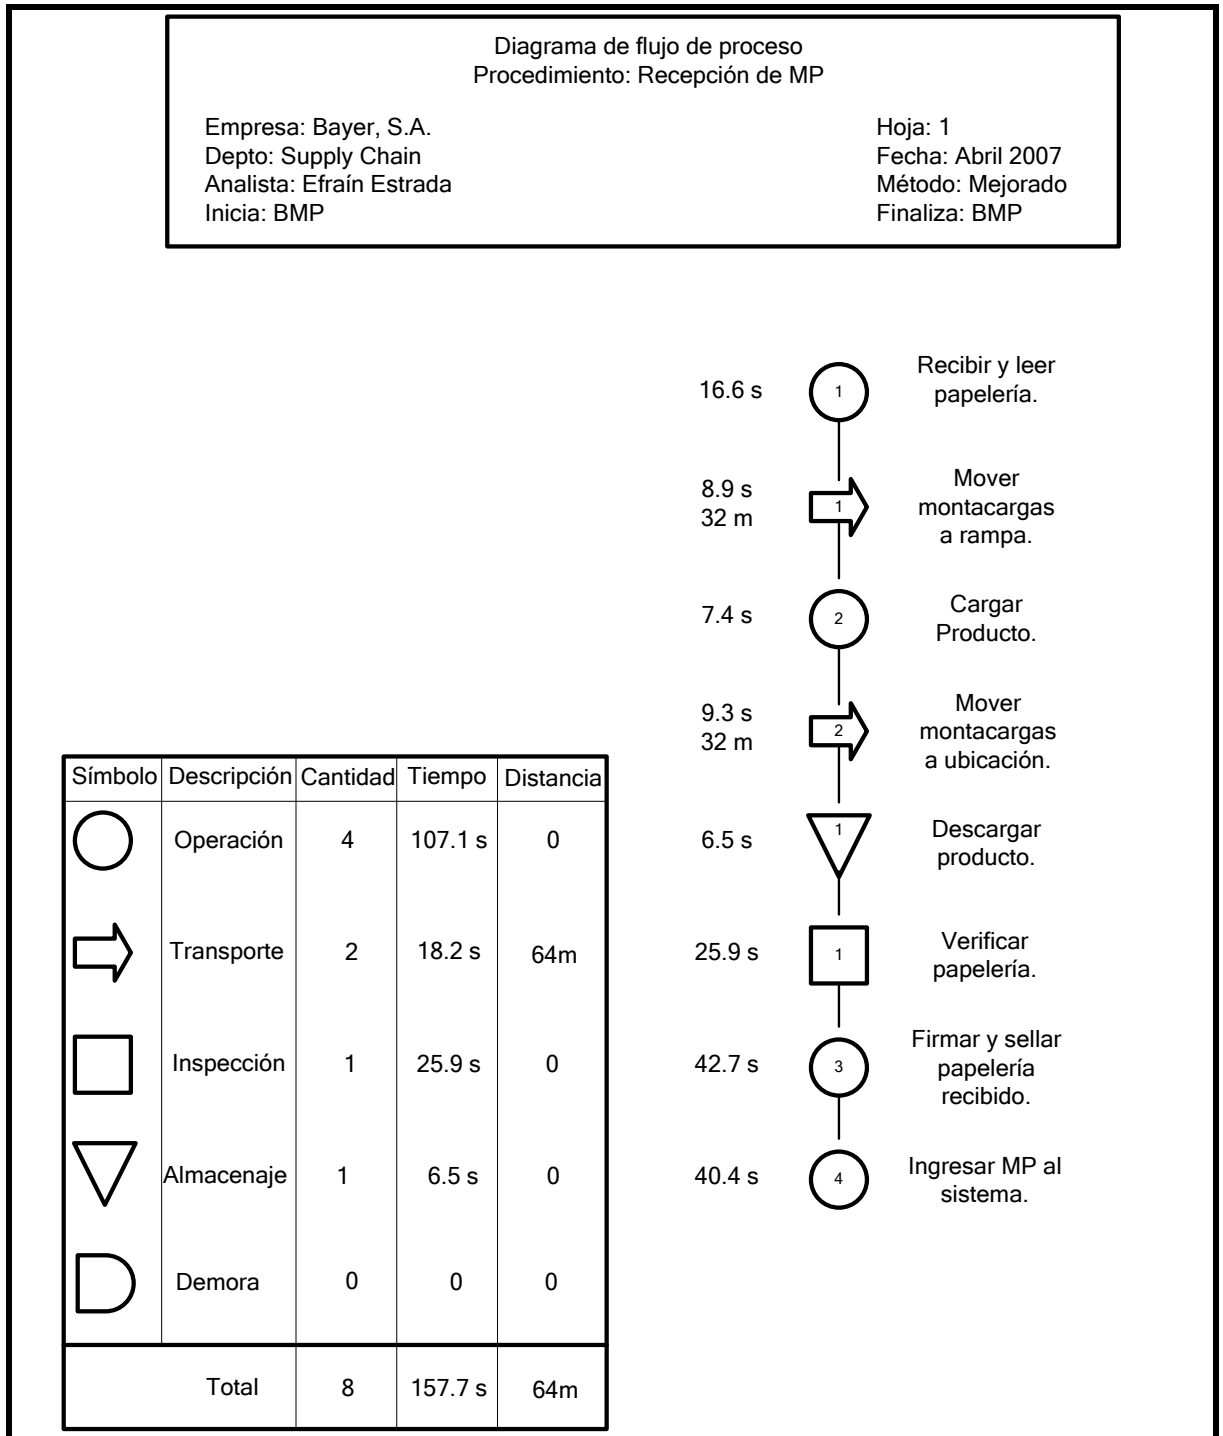 Diagrama de flujo de proceso
Procedimiento: Recepción de MP
Empresa: Bayer, S.A.
Hoja: 1
Depto: Supply Chain
Fecha: Abril 2007
Analista: Efraín Estrada
Método: Mejorado
Inicia: BMP
Finaliza: BMP
16.6 s
1
Recibir y leer
papelería.
8.9 s
32 m
1
Mover
montacargas
a rampa.
7.4 s
2
Cargar
Producto.
9.3 s
32 m
2
Mover
montacargas
a ubicación.
6.5 s
1
Descargar
producto.
25.9 s
1
Verificar
papelería.
42.7 s
3
Firmar y sellar
papelería
recibido.
40.4 s
4
Ingresar MP al
sistema.
Símbolo Descripción Cantidad Tiempo Distancia
Operación 4 107.1 s 0
Transporte 2 18.2 s 64m
Inspección 1 25.9 s 0
Almacenaje 1 6.5 s 0
Demora 0 0 0
Total 8 157.7 s 64m